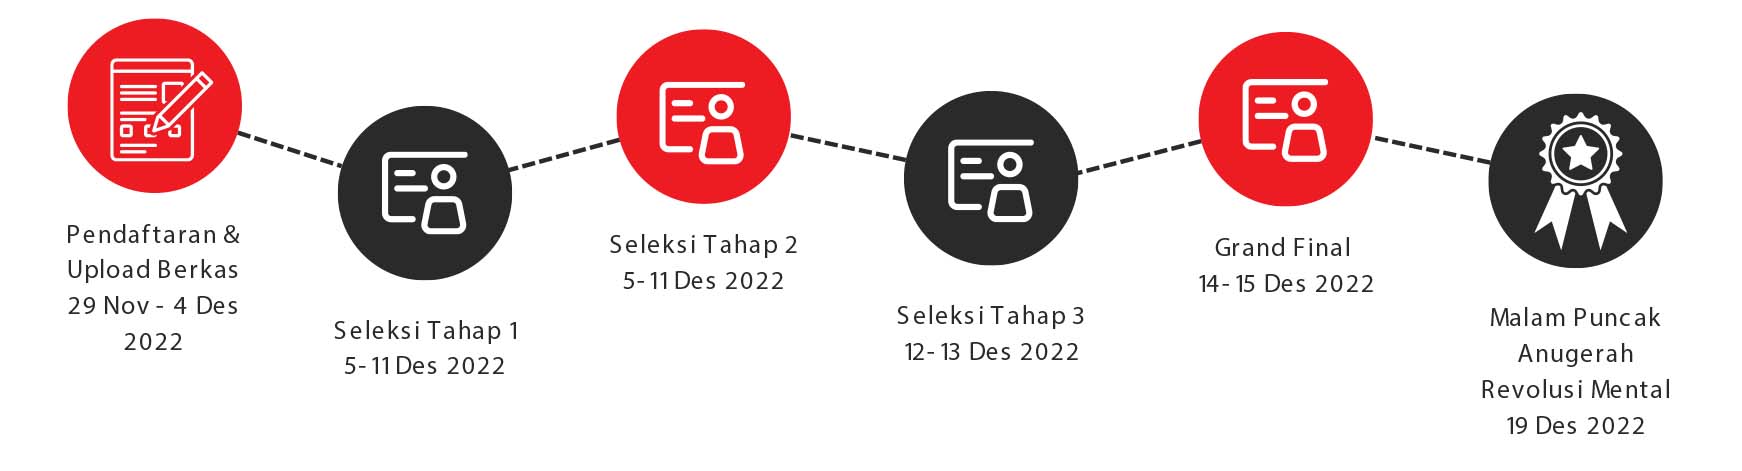 Pendaftaran &
Upload Berkas
29 Nov - 4 Des
2022
Seleksi Tahap 1
5-11 Des 2022
Seleksi Tahap 2
5-11 Des 2022
Seleksi Tahap 3
12-13 Des 2022
Grand Final
14-15 Des 2022
Malam Puncak
Anugerah
Revolusi Mental
19 Des 2022